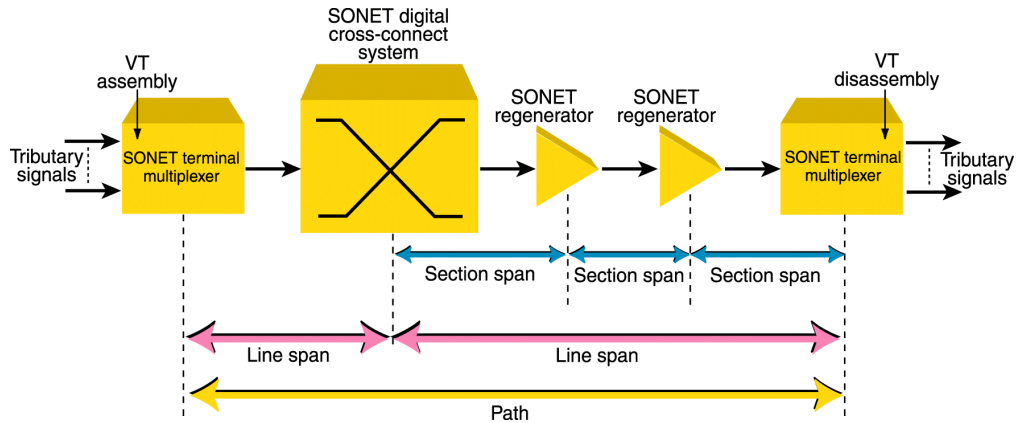 SONET digital
cross-connect
system
VT
assembly
VT
disassembly
SONET
regenerator
SONET
regenerator
Tributary
signals
SONET terminal
multiplexer
SONET terminal
multiplexer
Tributary
signals
Section span
Section span
Section span
Line span
Line span
Path